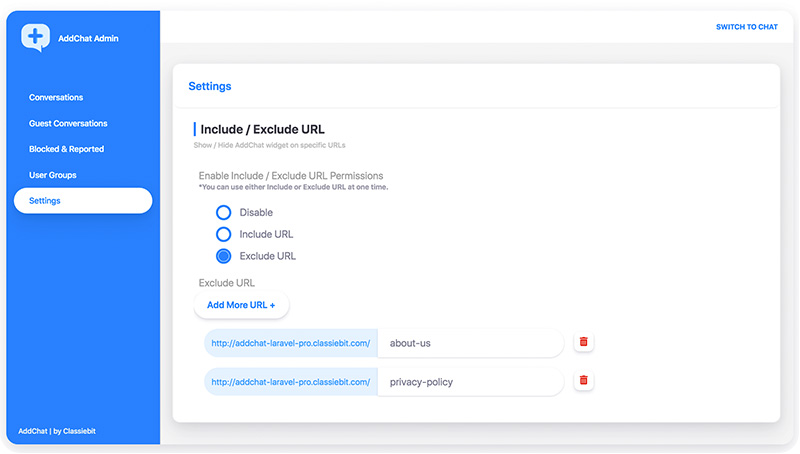 AddChat Admin
SWITCH TO CHAT
Conversations
Guest Conversations
Blocked & Reported
User Groups
Settings
AddChat | by Classiebit
Settings
Include / Exclude URL
Show / Hide AddChat widget on specific URLs
Enable Include / Exclude URL Permissions
*You can use either Include or Exclude URL at one time.
Disable
Include URL
Exclude URL
Exclude URL
Add More URL +
http://addchat-laravel-pro.classiebit.com/ about-us
http://addchat-laravel-pro.classiebit.com/ privacy-policy